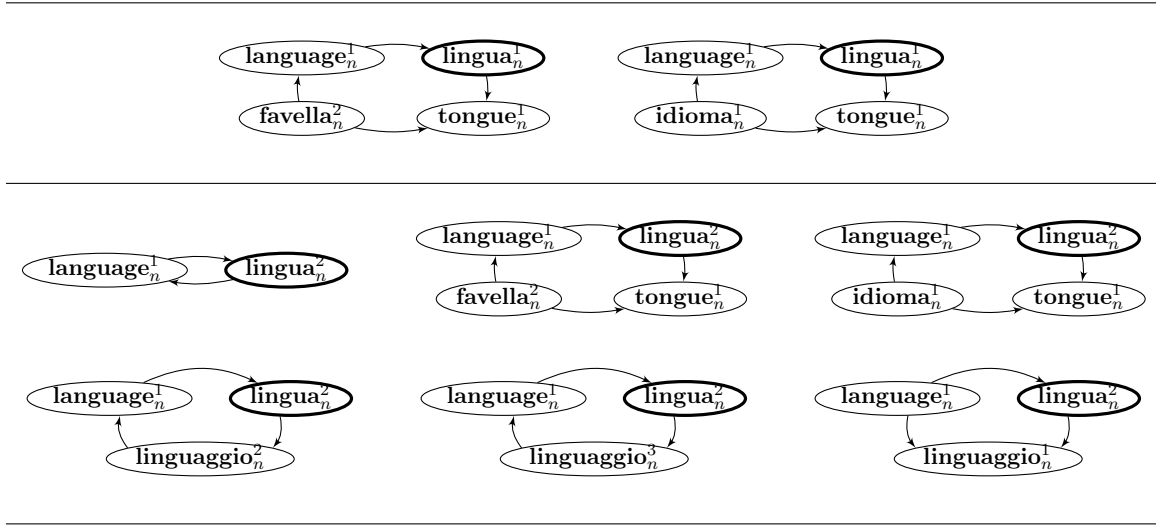 language¹ₙ lingua¹ₙ language¹ₙ lingua¹ₙ
favella²ₙ tongue¹ₙ idioma¹ₙ tongue¹ₙ
language¹ₙ lingua²ₙ language¹ₙ lingua²ₙ
language¹ₙ lingua²ₙ
favella²ₙ tongue¹ₙ idioma¹ₙ tongue¹ₙ
language¹ₙ lingua²ₙ language¹ₙ lingua²ₙ language¹ₙ lingua²ₙ
linguaggio²ₙ linguaggio³ₙ linguaggio¹ₙ